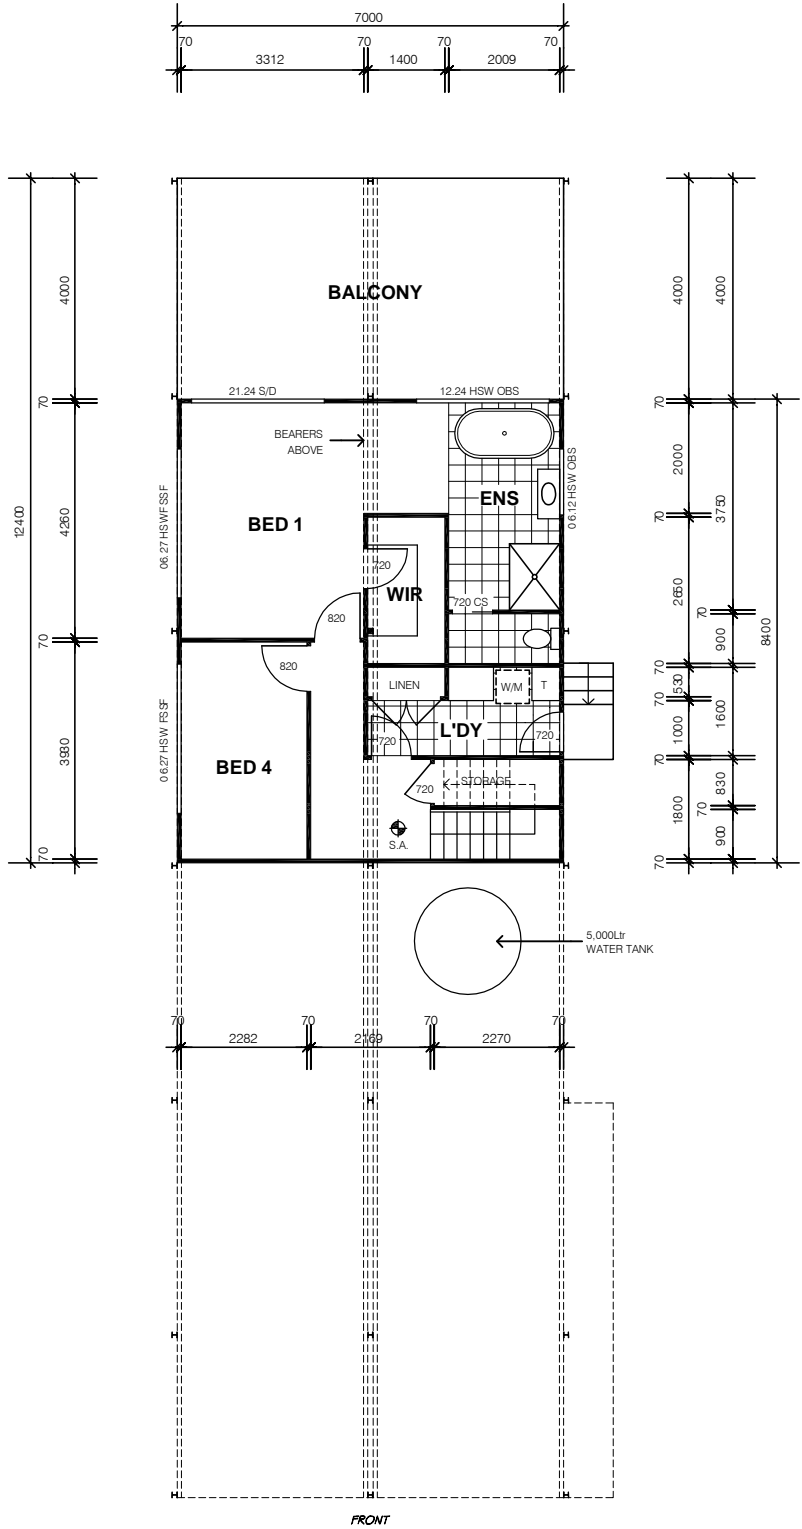 7000
70 70 70 70
3312 1400 2009
4000 4000 4000
BALCONY
21.24 S/D 12.24 HSW OBS
70 70
BEARERS
ABOVE
2000
06.12 HSW OBS
ENS
12400
4260
06.27 HSW FSSF
BED 1
70 3750
720
WIR
2650
720 CS
820
70
8400
70
900
820
LINEN W/M T
70
530
70
L'DY
720 720
1000
1600
3930
06.27 HSW FSSF
BED 4
70
STORAGE
720
830
1800
70
S.A.
900
70 70
5,000Ltr
WATER TANK
70 70 70 70
2282 2169 2270
FRONT